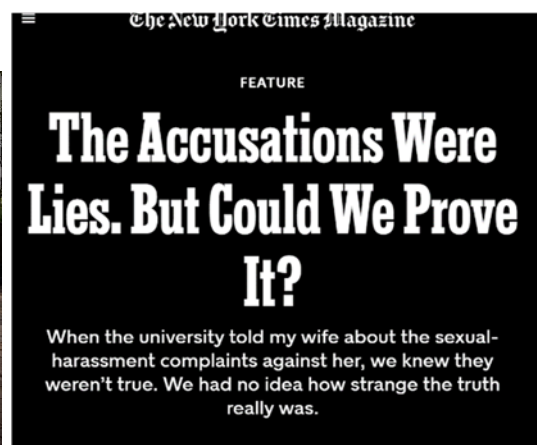 The New York Times Magazine
FEATURE
The Accusations Were
Lies. But Could We Prove
It?
When the university told my wife about the sexual-
harassment complaints against her, we knew they
weren't true. We had no idea how strange the truth
really was.